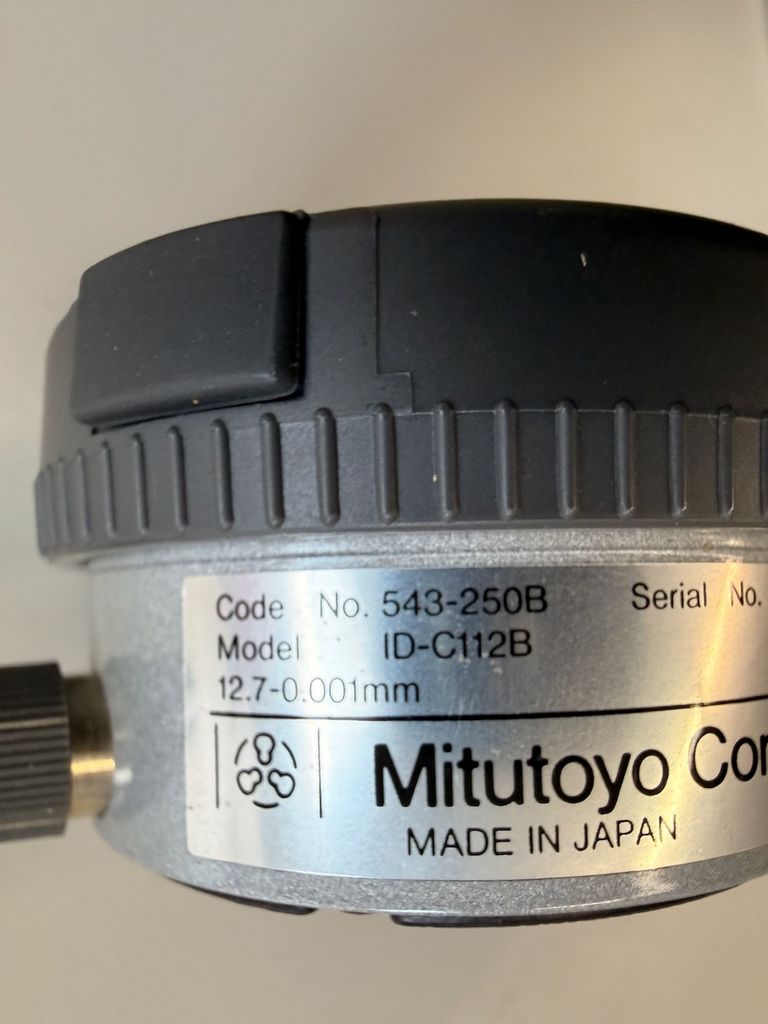 Code No. 543-250B Serial No.
Model ID-C112B
12.7-0.001mm
Mitutoyo Cor
MADE IN JAPAN